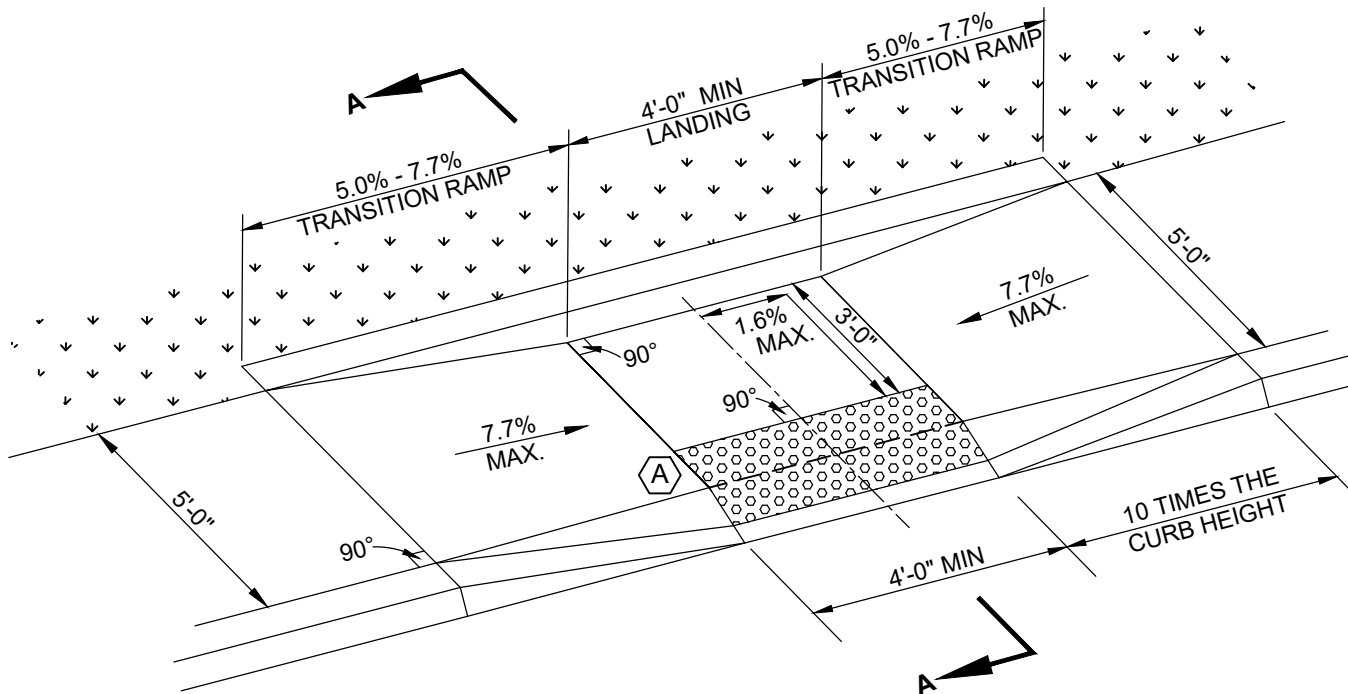 5.0% - 7.7%
TRANSITION RAMP
A
4'-0" MIN
LANDING
5.0% - 7.7%
TRANSITION RAMP
5'-0"
7.7%
MAX.
1.6%
MAX.
3'-0"
90°
90°
7.7%
MAX.
A
5'-0"
90°
10 TIMES THE
CURB HEIGHT
4'-0" MIN
A